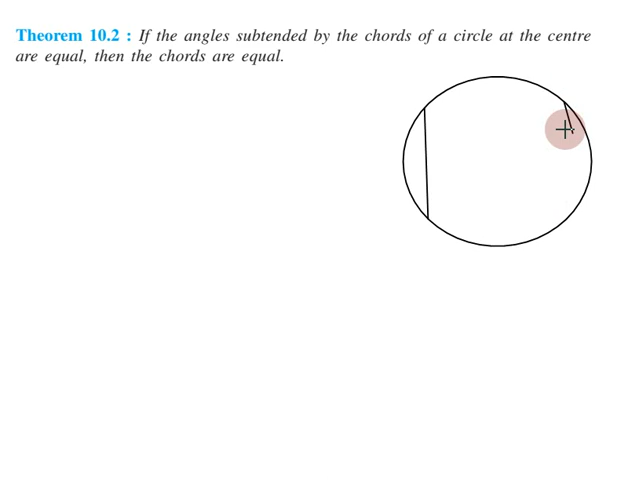 Theorem 10.2 : If the angles subtended by the chords of a circle at the centre
are equal, then the chords are equal.